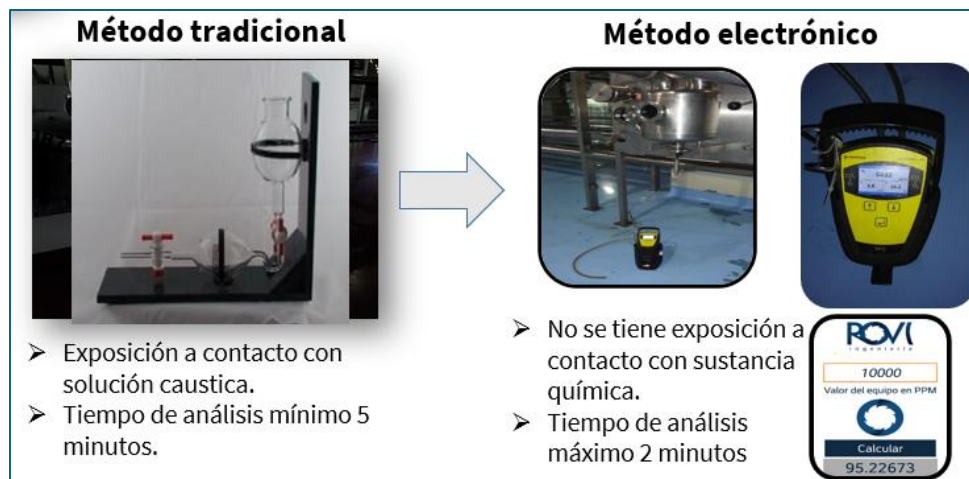 Método tradicional
Método electrónico
➢ Exposición a contacto con
solución caustica.
➢ Tiempo de análisis mínimo 5
minutos.
➢ No se tiene exposición a
contacto con sustancia
química.
➢ Tiempo de análisis
máximo 2 minutos
ROVI
ingeniería
10000
Valor del equipo en PPM
Calcular
95.22673